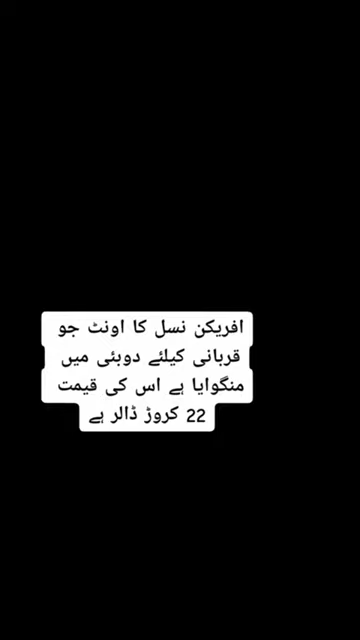 افریکن نسل کا اونٹ جو
قربانی کیلئے دوبئی میں
منگوایا ہے اس کی قیمت
22 کروڑ ڈالر ہے